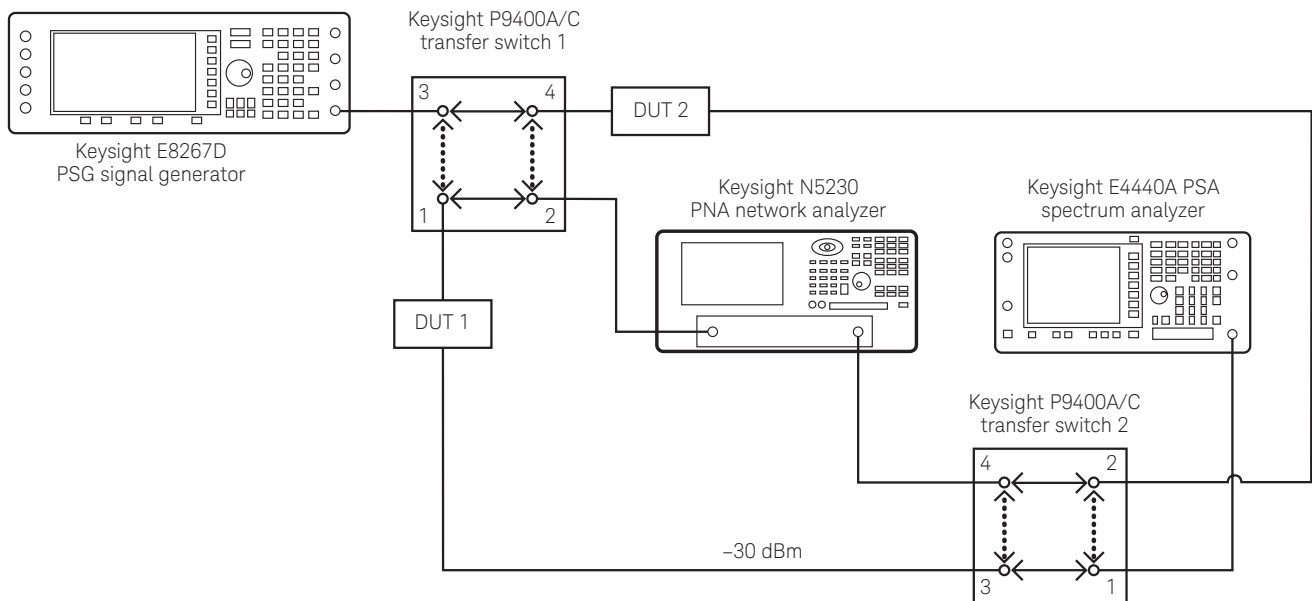 Keysight P9400A/C
transfer switch 1
3
4
DUT 2
Keysight E8267D
PSG signal generator
1
2
Keysight N5230
PNA network analyzer
Keysight E4440A PSA
spectrum analyzer
DUT 1
Keysight P9400A/C
transfer switch 2
4
2
–30 dBm
3
1